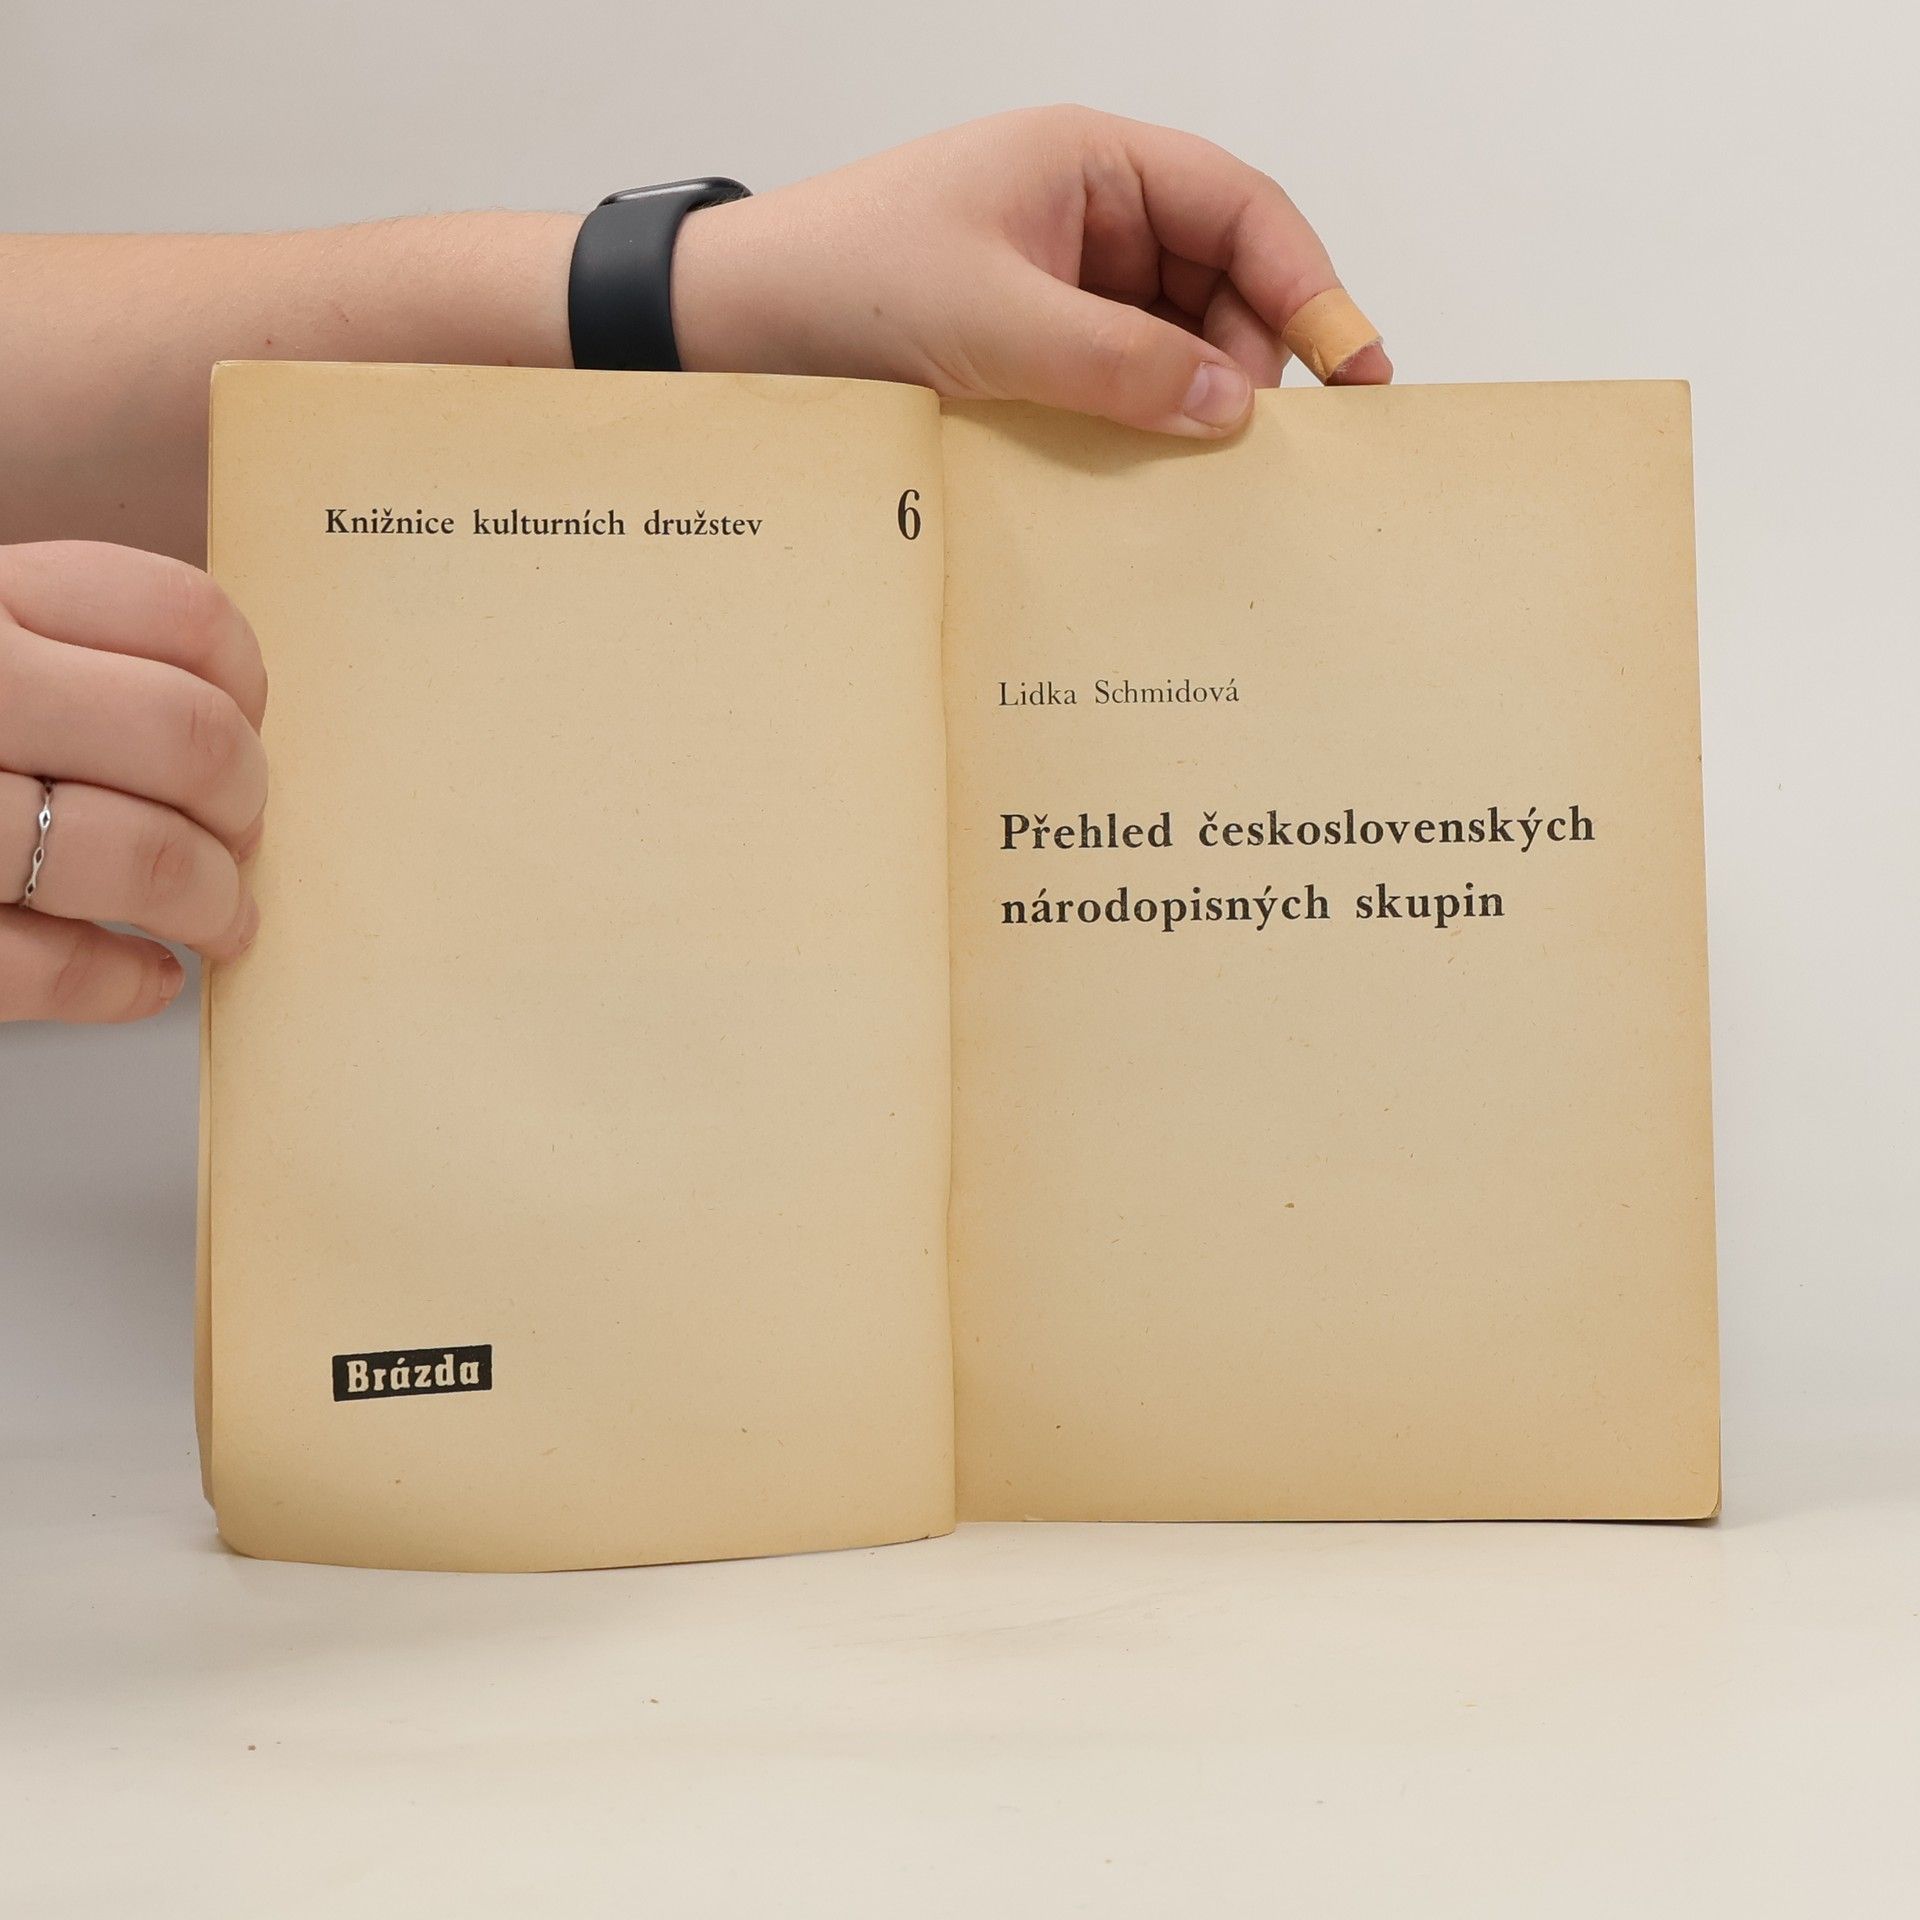 Knižnice kulturních družstev 6
Brázda
Lidka Schmidová
Přehled československých
národopisných skupin